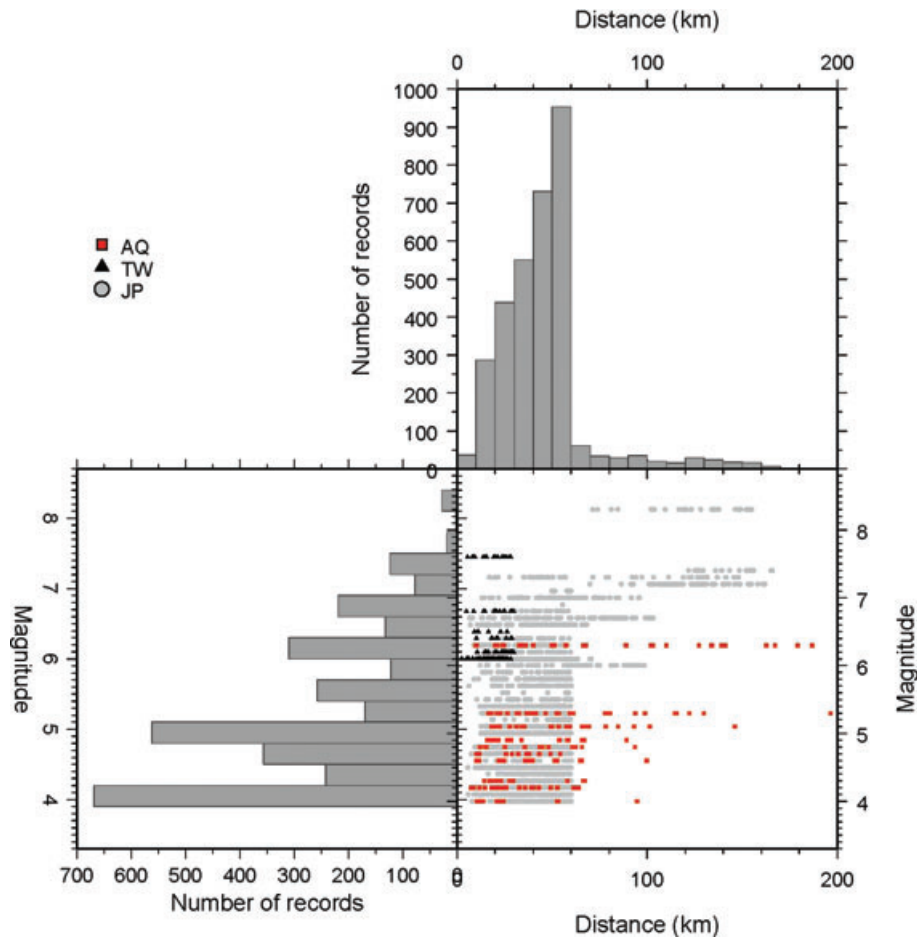 Distance (km)
0 100 200
1000
900
800
700
600
500
400
300
200
100
0
Number of records
AQ
TW
JP
8
7
6
5
4
Magnitude
700 600 500 400 300 200 100 0
Number of records
8
7
6
5
4
Magnitude
0 100 200
Distance (km)